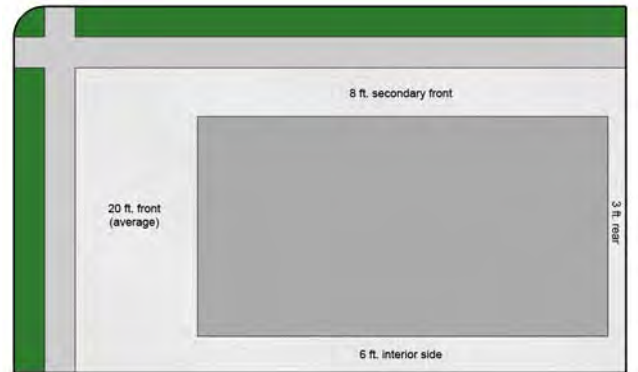 8 ft. secondary front
20 ft. front
(average)
3 ft. rear
6 ft. interior side